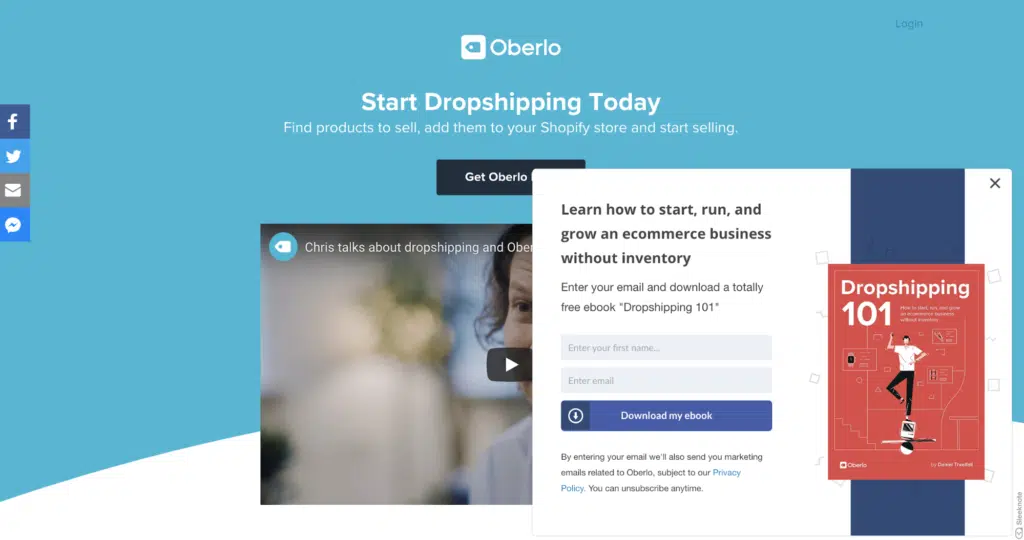 Login
Oberlo
Start Dropshipping Today
Find products to sell, add them to your Shopify store and start selling.
Get Oberlo
Chris talks about dropshipping and Ober
Learn how to start, run, and
grow an ecommerce business
without inventory
Enter your email and download a totally
free ebook "Dropshipping 101"
Enter your first name...
Enter email
Download my ebook
By entering your email we'll also send you marketing
emails related to Oberlo, subject to our Privacy
Policy. You can unsubscribe anytime.
Dropshipping
101
How to start, run, and grow
an ecommerce business
without inventory
Oberlo
by Conner Treefall
Sleeknote